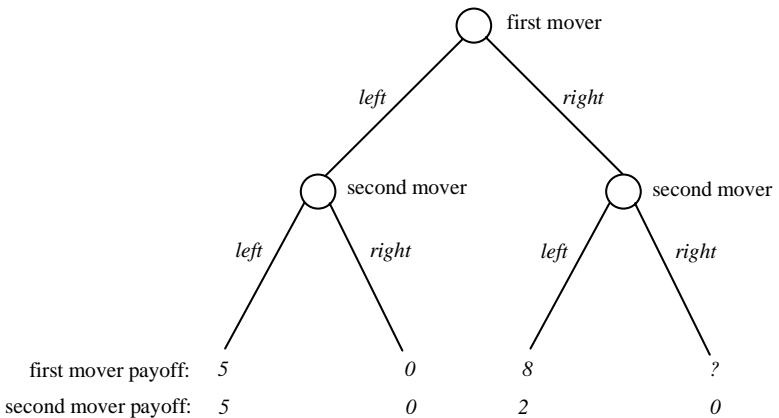 first mover
left right
second mover second mover
left right left right
first mover payoff: 5 0 8 ?
second mover payoff: 5 0 2 0